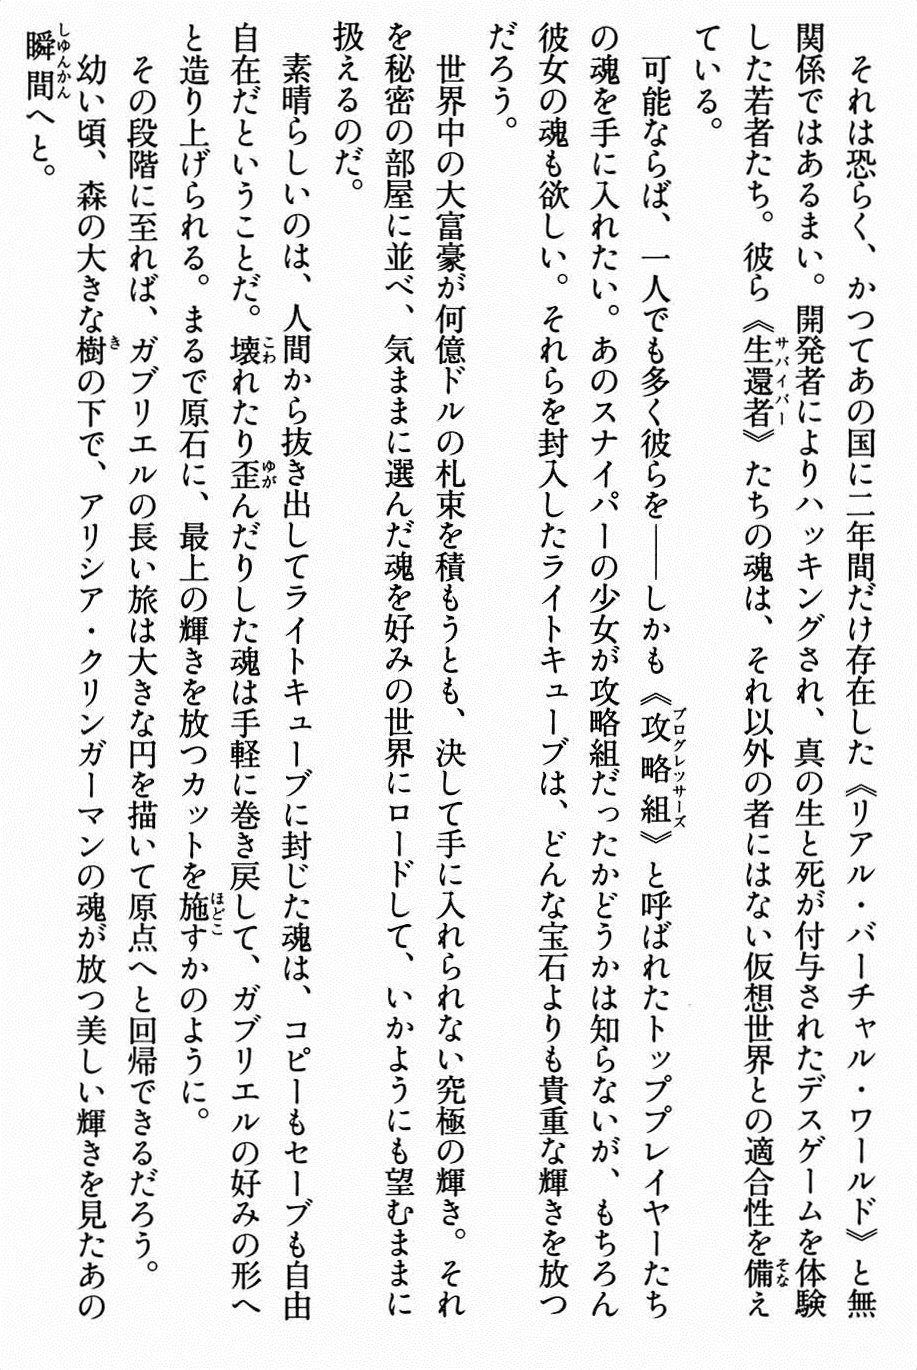 それは恐らく、かつてあの国に二年間だけ存在した《リアル・バーチャル・ワールド》と無
関係ではあるまい。開発者によりハッキングされ、真の生と死が付与されたデスゲームを体験
した若者たち。彼ら《生還者》たちの魂は、それ以外の者にはない仮想世界との適合性を備え
ている。
可能ならば、一人でも多く彼らを――しかも《攻略組》と呼ばれたトッププレイヤーたち
の魂を手に入れたい。あのスナイパーの少女が攻略組だったかどうかは知らないが、もちろん
彼女の魂も欲しい。それらを封入したライトキューブは、どんな宝石よりも貴重な輝きを放つ
だろう。
世界中の大富豪が何億ドルの札束を積もうとも、決して手に入れられない究極の輝き。それ
を秘密の部屋に並べ、気ままに選んだ魂を好みの世界にロードして、いかようにも望むままに
扱えるのだ。
素晴らしいのは、人間から抜き出してライトキューブに封じた魂は、コピーもセーブも自由
自在だということだ。壊れたり歪んだりした魂は手軽に巻き戻して、ガブリエルの好みの形へ
と造り上げられる。まるで原石に、最上の輝きを放つカットを施すかのように。
その段階に至れば、ガブリエルの長い旅は大きな円を描いて原点へと回帰できるだろう。
幼い頃、森の大きな樹の下で、アリシア・クリンガーマンの魂が放つ美しい輝きを見たあの
瞬間へと。